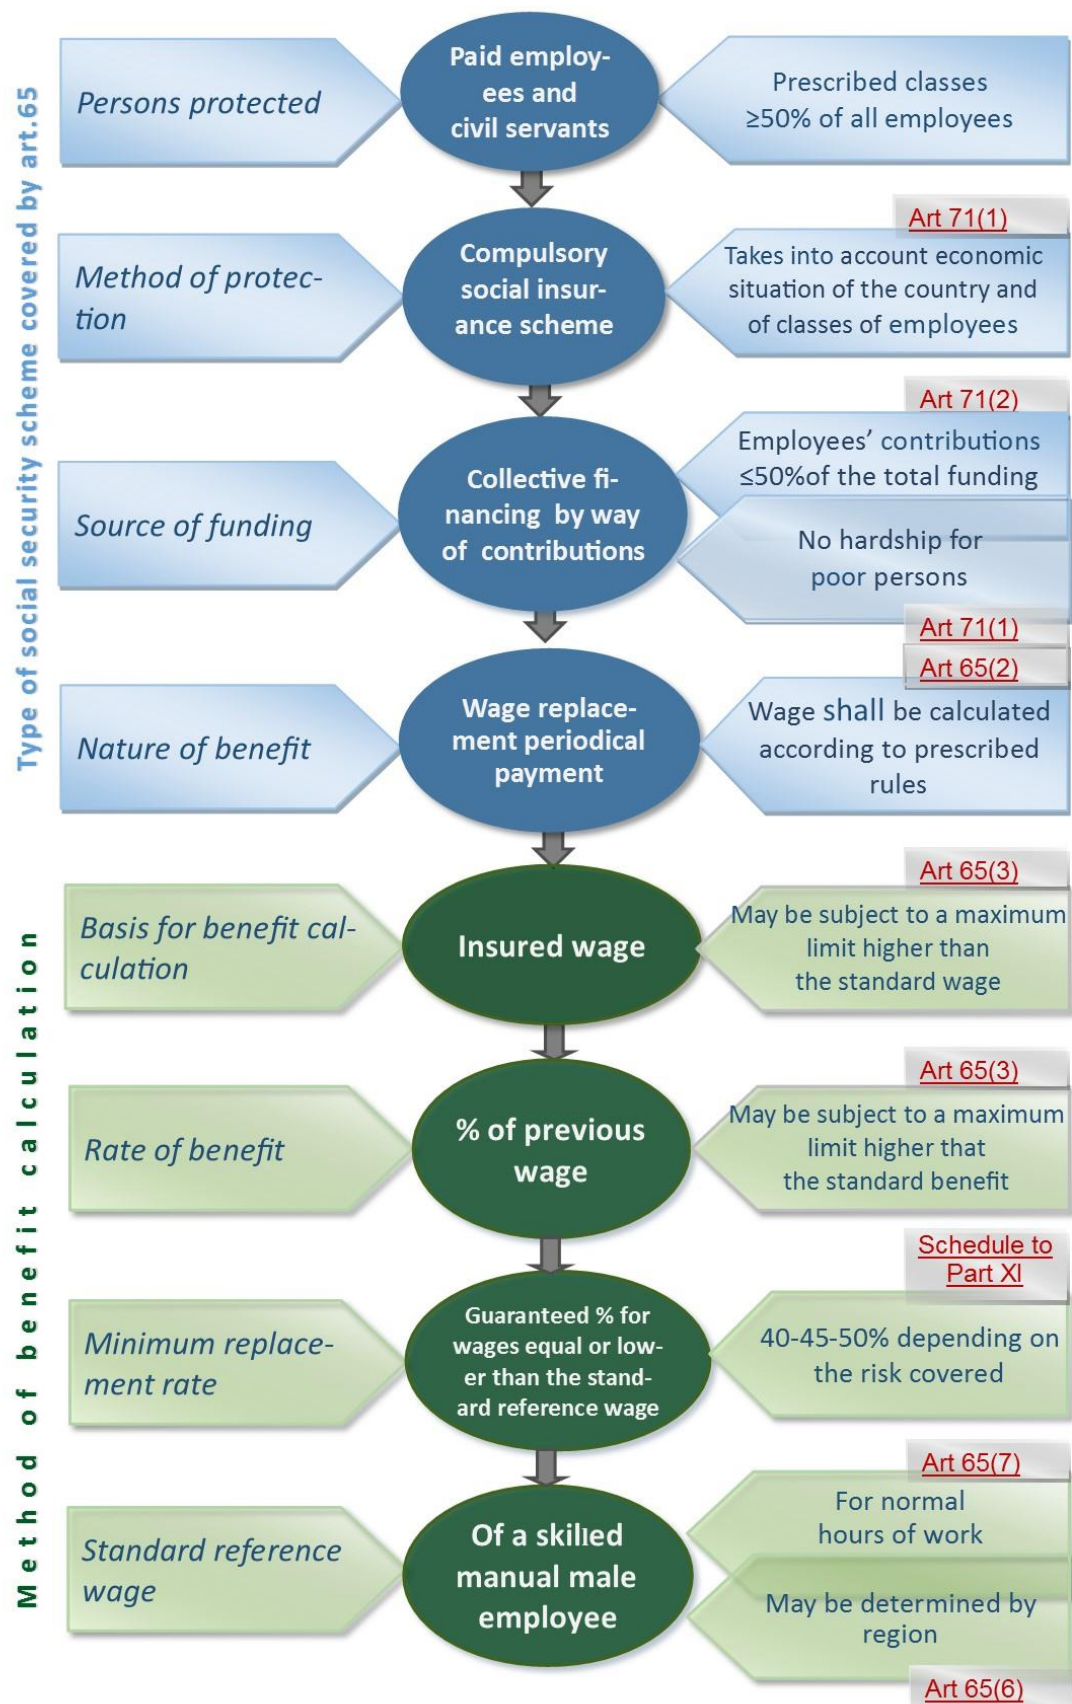 Type of social security scheme covered by art.65
Persons protected
Paid employ-
ees and
civil servants
Prescribed classes
≥50% of all employees
Method of protec-
tion
Compulsory
social insur-
ance scheme
Art 71(1)
Takes into account economic
situation of the country and
of classes of employees
Source of funding
Collective fi-
nancing by way
of contributions
Art 71(2)
Employees’ contributions
≤50%of the total funding
No hardship for
poor persons
Art 71(1)
Nature of benefit
Wage replace-
ment periodical
payment
Art 65(2)
Wage shall be calculated
according to prescribed
rules
Method of benefit calculation
Basis for benefit cal-
culation
Insured wage
Art 65(3)
May be subject to a maximum
limit higher than
the standard wage
Rate of benefit
% of previous
wage
Art 65(3)
May be subject to a maximum
limit higher that
the standard benefit
Minimum replace-
ment rate
Guaranteed % for
wages equal or low-
er than the stand-
ard reference wage
Schedule to
Part XI
40-45-50% depending on
the risk covered
Standard reference
wage
Of a skilled
manual male
employee
Art 65(7)
For normal
hours of work
May be determined by
region
Art 65(6)